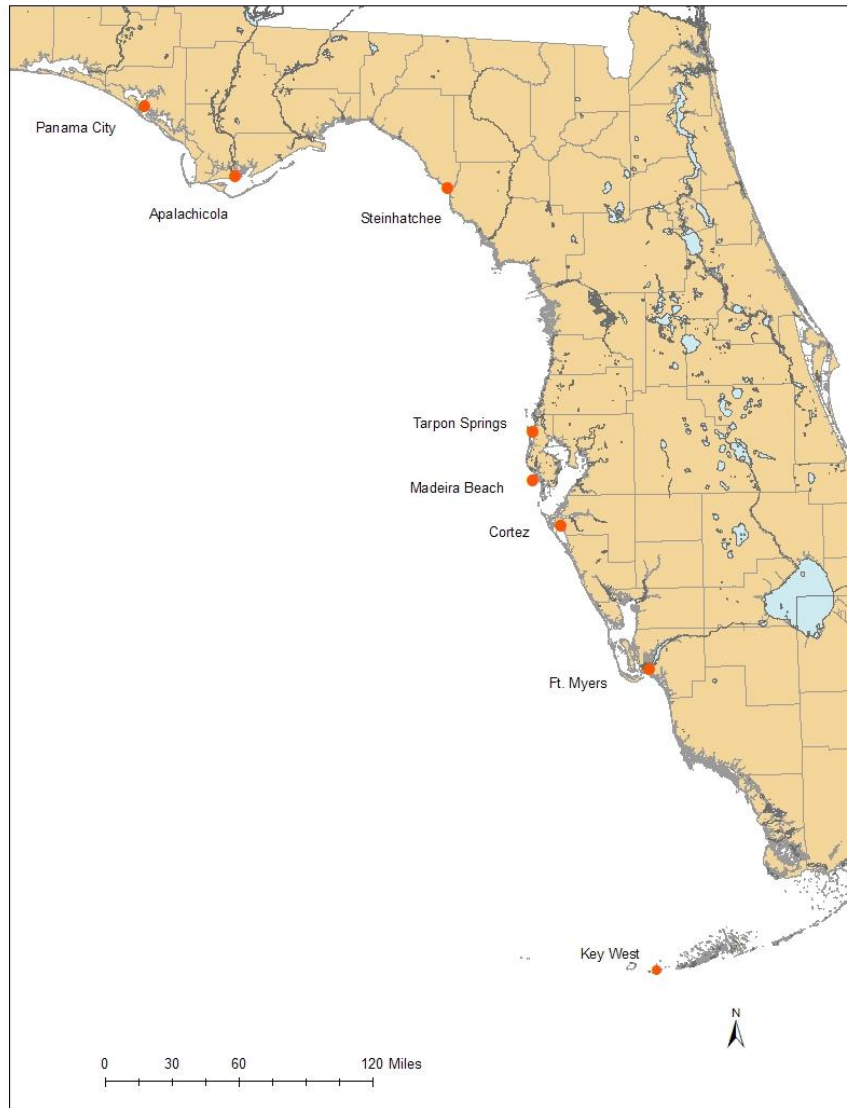 Panama City
Apalachicola
Steinhatchee
Tarpon Springs
Madeira Beach
Cortez
Ft. Myers
Key West
N
0 30 60 120 Miles